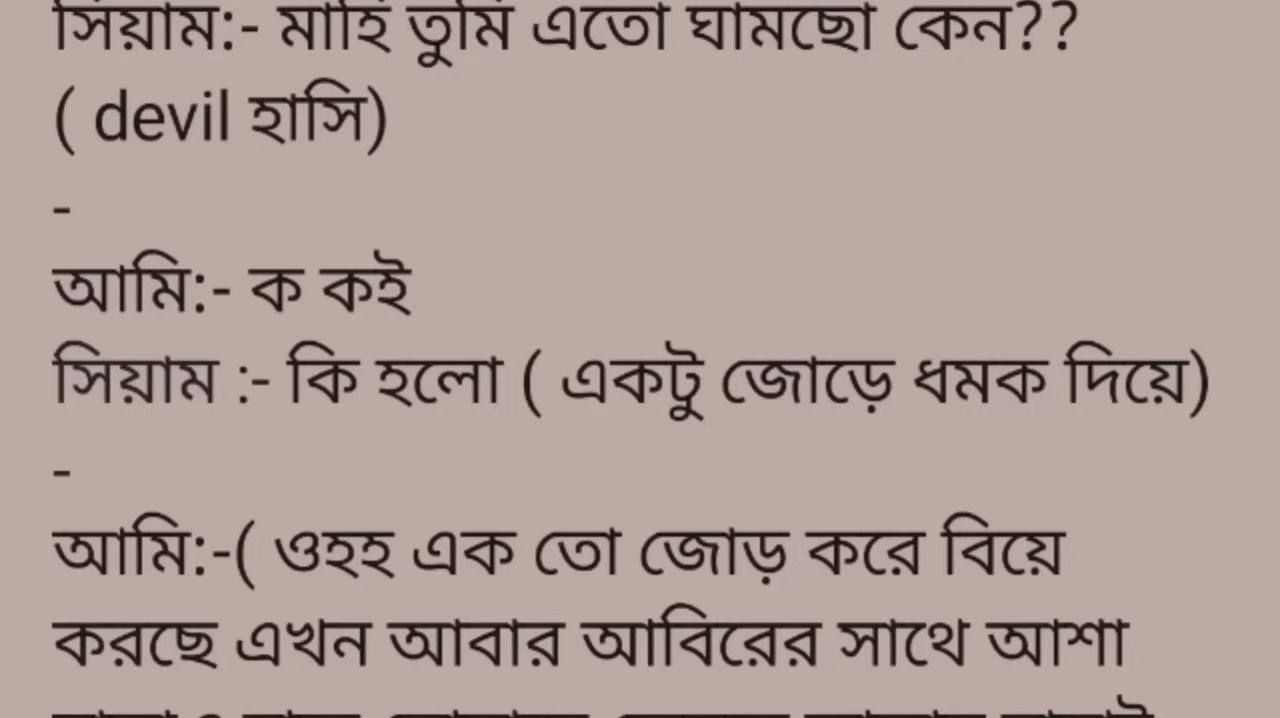 সিয়াম:- মাহি তুমি এতো ঘামছো কেন??
( devil হাসি)
-
আমি:- ক কই
সিয়াম :- কি হলো ( একটু জোড়ে ধমক দিয়ে)
-
আমি:-( ওহহ এক তো জোড় করে বিয়ে
করছে এখন আবার আবিরের সাথে আশা